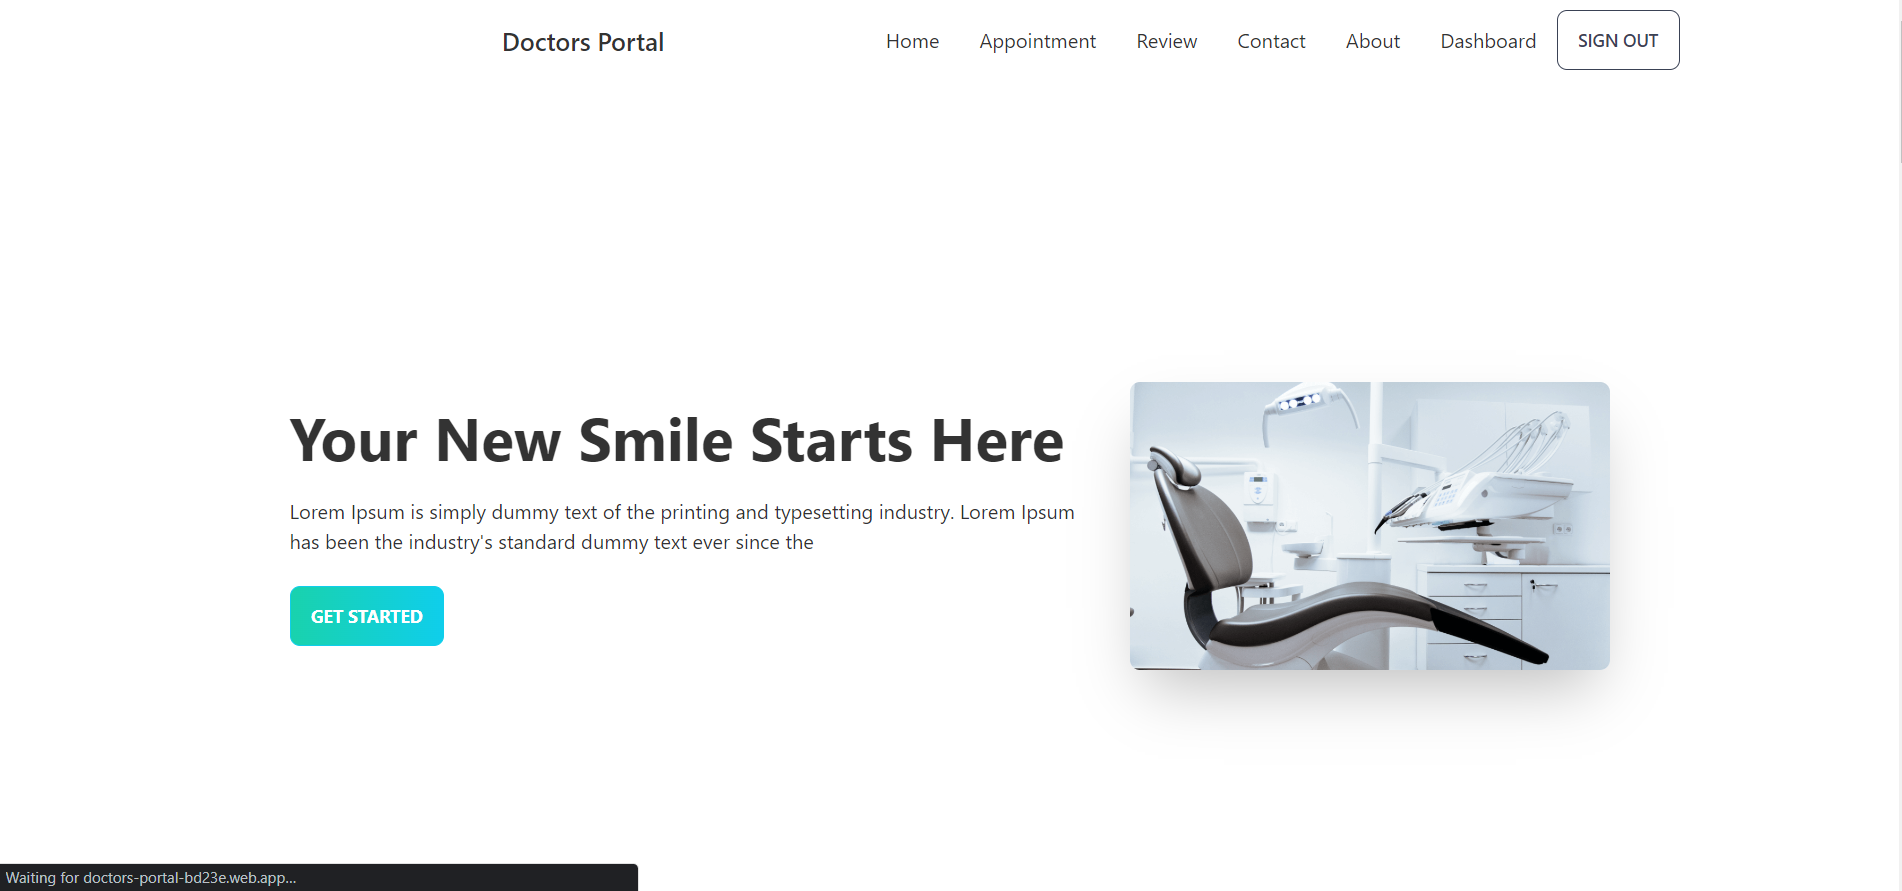 Doctors Portal
Home Appointment Review Contact About Dashboard SIGN OUT
Your New Smile Starts Here
Lorem Ipsum is simply dummy text of the printing and typesetting industry. Lorem Ipsum
has been the industry's standard dummy text ever since the
GET STARTED
Waiting for doctors-portal-bd23e.web.app...